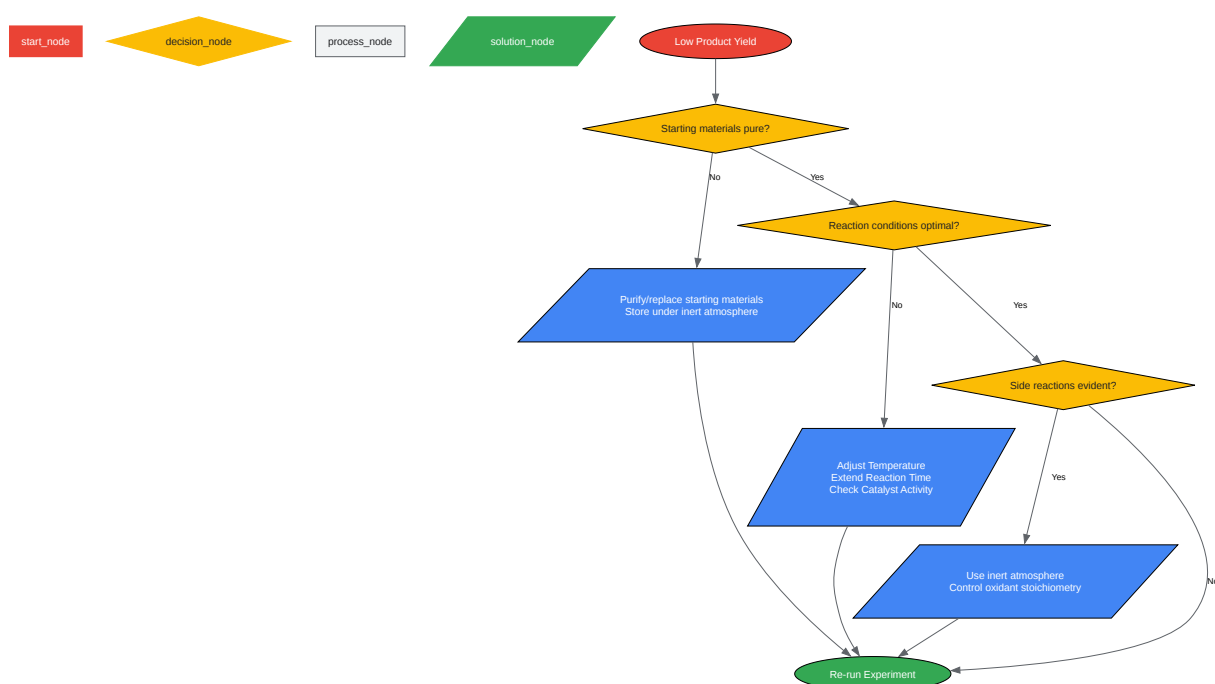 start_node
decision_node
process_node
solution_node
Low Product Yield
Starting materials pure?
No
Yes
Reaction conditions optimal?
Purify/replace starting materials
Store under inert atmosphere
No
Yes
Side reactions evident?
Adjust Temperature
Extend Reaction Time
Check Catalyst Activity
Yes
Use inert atmosphere
Control oxidant stoichiometry
No
Re-run Experiment